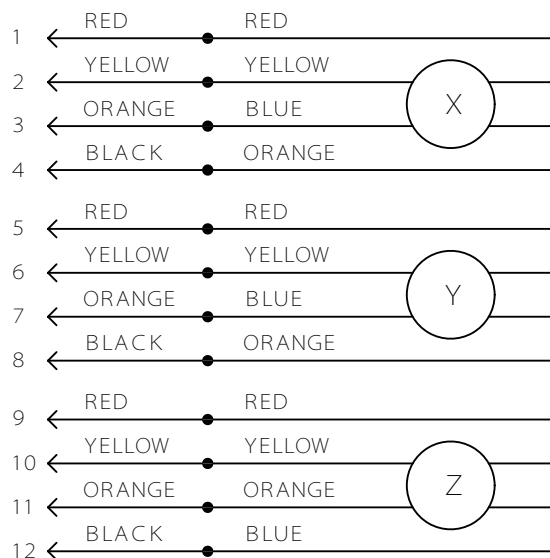 1 RED RED
2 YELLOW YELLOW
3 ORANGE BLUE
X
4 BLACK ORANGE
5 RED RED
6 YELLOW YELLOW
7 ORANGE BLUE
Y
8 BLACK ORANGE
9 RED RED
10 YELLOW YELLOW
11 ORANGE ORANGE
Z
12 BLACK BLUE